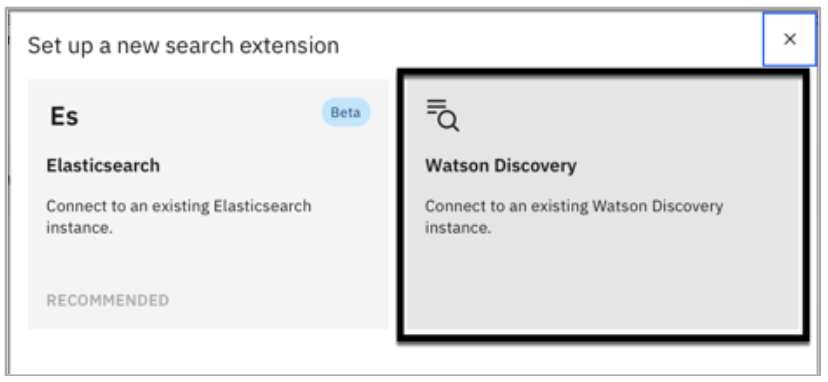 Set up a new search extension
Es
Beta
Elasticsearch
Connect to an existing Elasticsearch
instance.
RECOMMENDED
Watson Discovery
Connect to an existing Watson Discovery
instance.